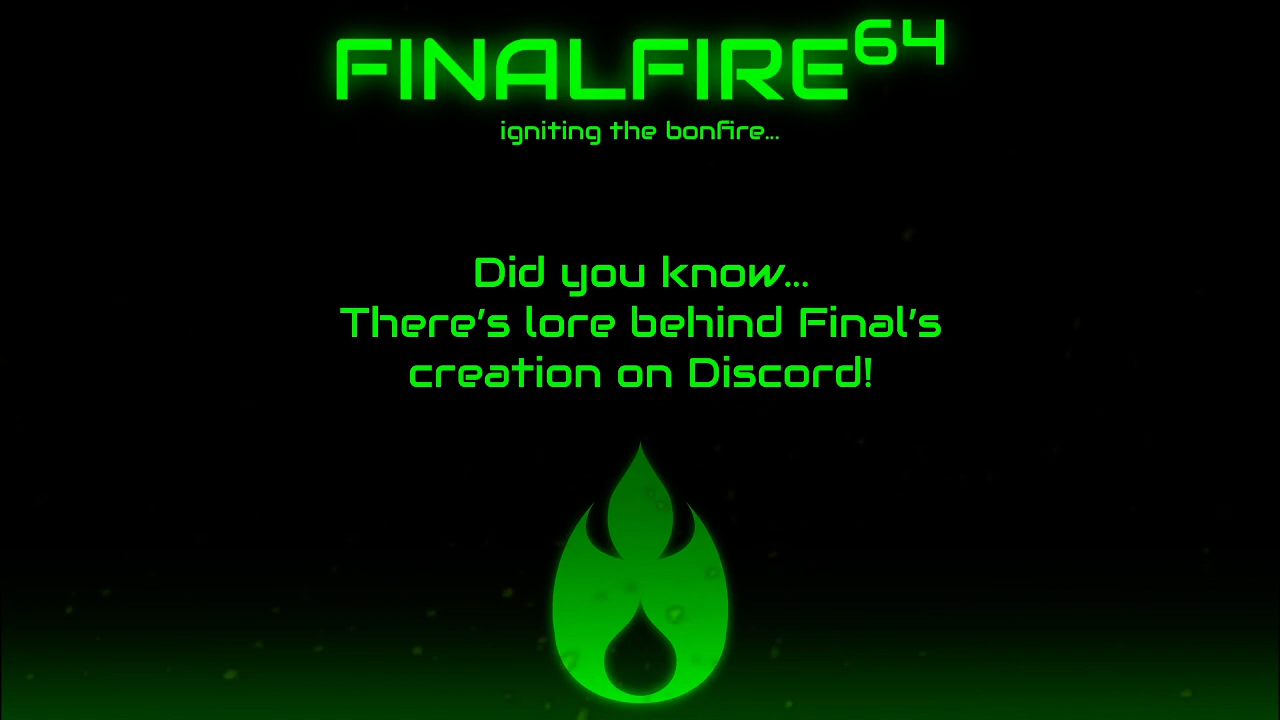 FINALFIRE⁶⁴
igniting the bonfire...
Did you know...
There's lore behind Final's
creation on Discord!